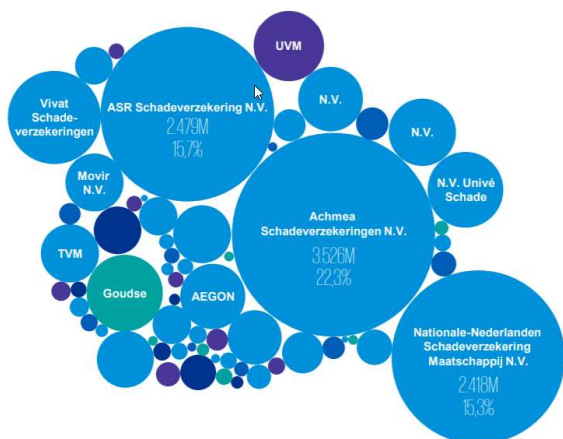 UVM
Vivat
Schade-
verzekeringen
ASR Schadeverzekering N.V.
2.479M
15,7%
N.V.
N.V.
Movir
N.V.
N.V. Univé
Schade
Achmea
Schadeverzekeringen N.V.
3.526M
22,3%
TVM
Goudse
AEGON
Nationale-Nederlanden
Schadeverzekering
Maatschappij N.V.
2.418M
15,3%